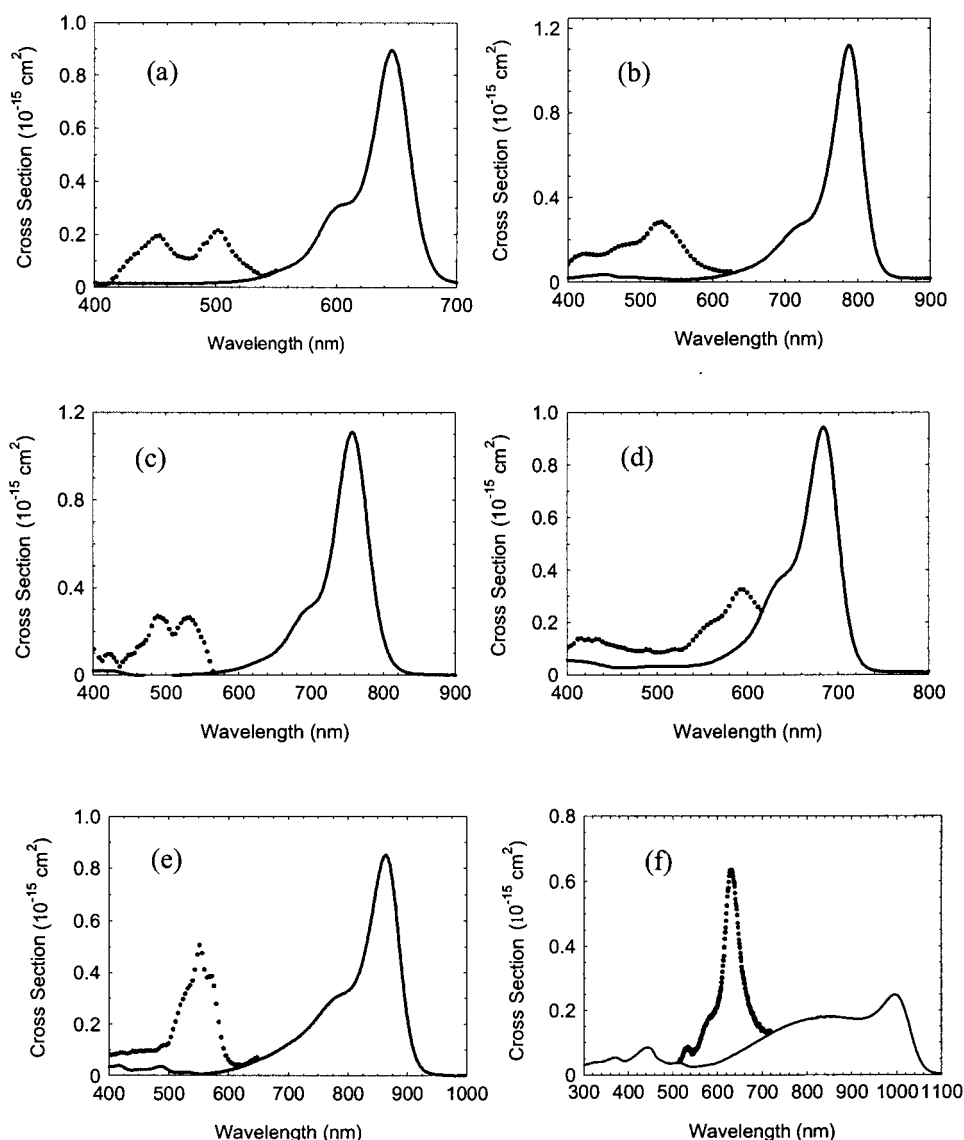 (a)
Cross Section (10⁻¹⁵ cm²)
1.0
0.8
0.6
0.4
0.2
0
400 500 600 700
Wavelength (nm)
(b)
Cross Section (10⁻¹⁵ cm²)
1.2
0.8
0.4
0
400 500 600 700 800 900
Wavelength (nm)
(c)
Cross Section (10⁻¹⁵ cm²)
1.2
0.8
0.4
0
400 500 600 700 800 900
Wavelength (nm)
(d)
Cross Section (10⁻¹⁵ cm²)
1.0
0.8
0.6
0.4
0.2
0
400 500 600 700 800
Wavelength (nm)
(e)
Cross Section (10⁻¹⁵ cm²)
1.0
0.8
0.6
0.4
0.2
0
400 500 600 700 800 900 1000
Wavelength (nm)
(f)
Cross Section (10⁻¹⁵ cm²)
0.8
0.6
0.4
0.2
0
300 400 500 600 700 800 900 1000 1100
Wavelength (nm)